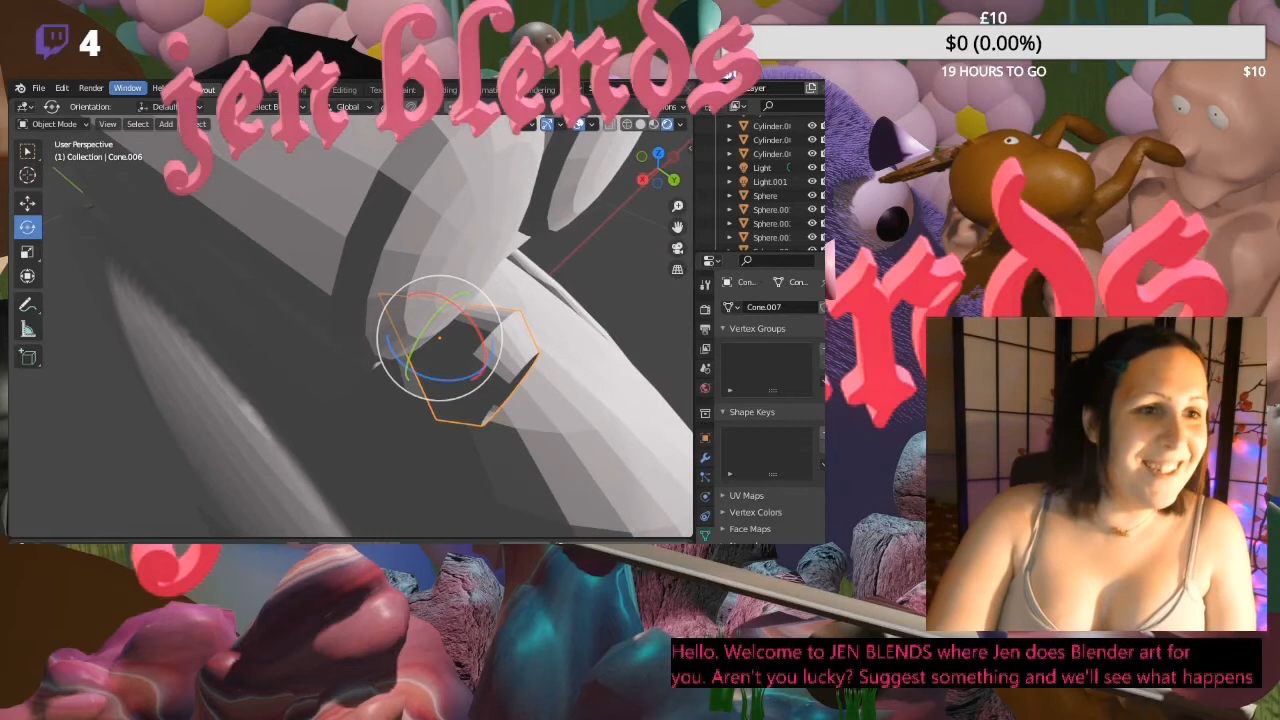 4
jen blends
£10
$0 (0.00%)
19 HOURS TO GO
$10
File Edit Render Window
Editing
Orientation:
Global
Object Mode
View Select Add
User Perspective
(1) Collection | Cone.006
Cylinder.0
Cylinder.0
Cylinder.0
Light
Light.001
Sphere
Sphere.00
Sphere.00
Sphere.00
Con..
Con..
Cone.007
Vertex Groups
Shape Keys
UV Maps
Vertex Colors
Face Maps
Hello. Welcome to JEN BLENDS where Jen does Blender art for
you. Aren't you lucky? Suggest something and we'll see what happens